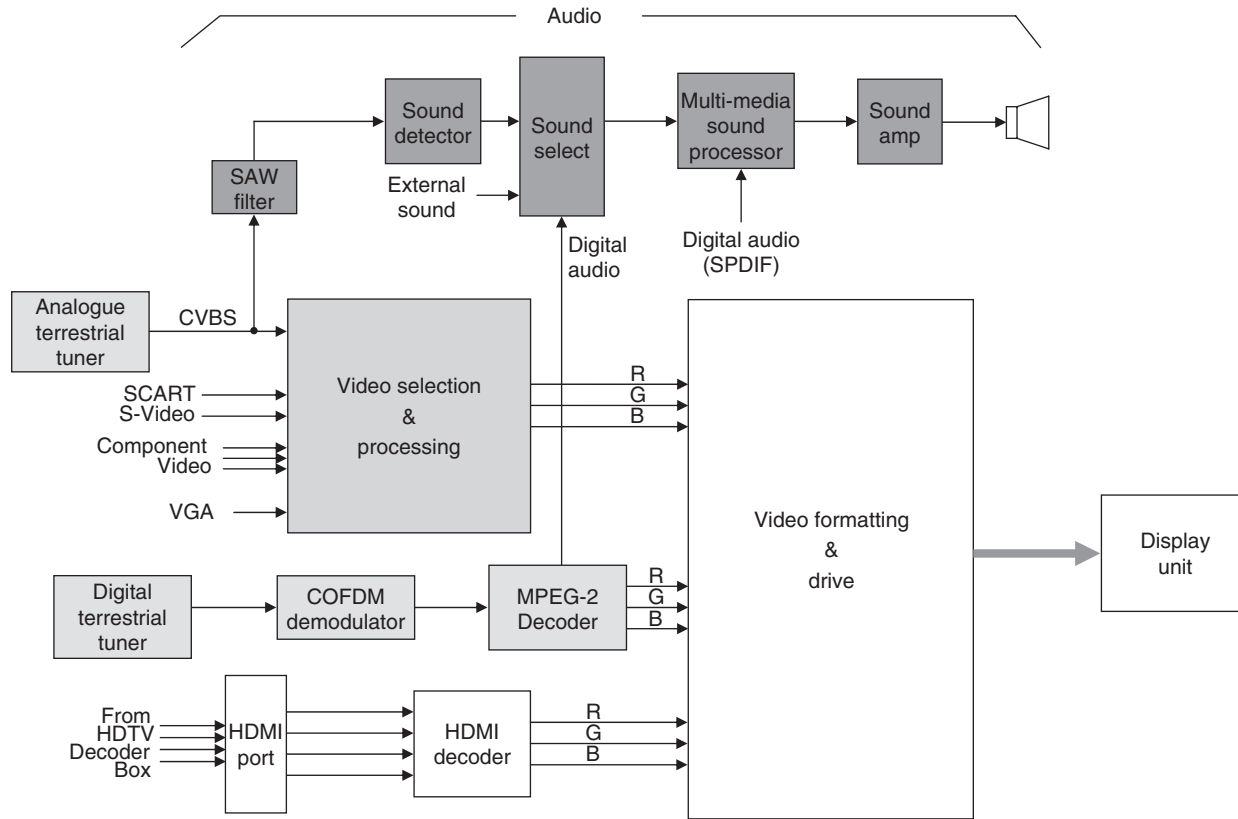 Audio
Sound
detector
Sound
select
Multi-media
sound
processor
Sound
amp
SAW
filter
External
sound
Digital
audio
Digital audio
(SPDIF)
Analogue
terrestrial
tuner
CVBS
SCART
S-Video
Component
Video
VGA
Video selection
&
processing
R
G
B
Video formatting
&
drive
Display
unit
Digital
terrestrial
tuner
COFDM
demodulator
MPEG-2
Decoder
R
G
B
From
HDTV
Decoder
Box
HDMI
port
HDMI
decoder
R
G
B